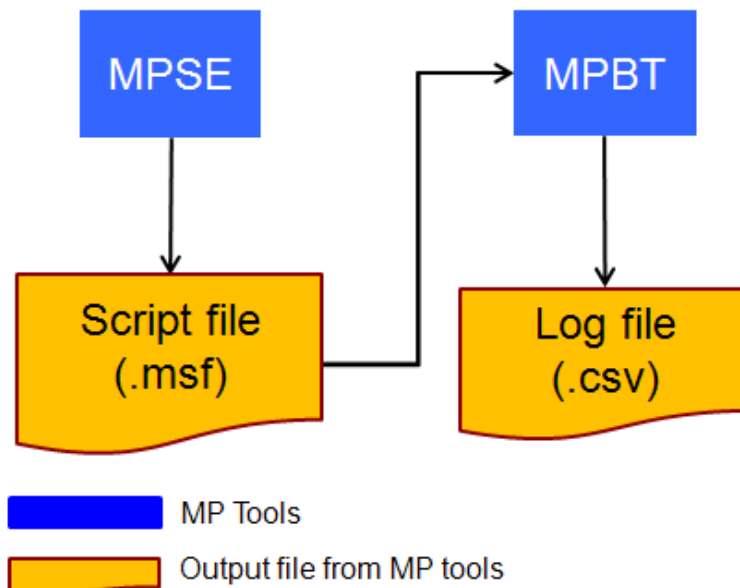 MPSE
MPBT
Script file
(.msf)
Log file
(.csv)
MP Tools
Output file from MP tools